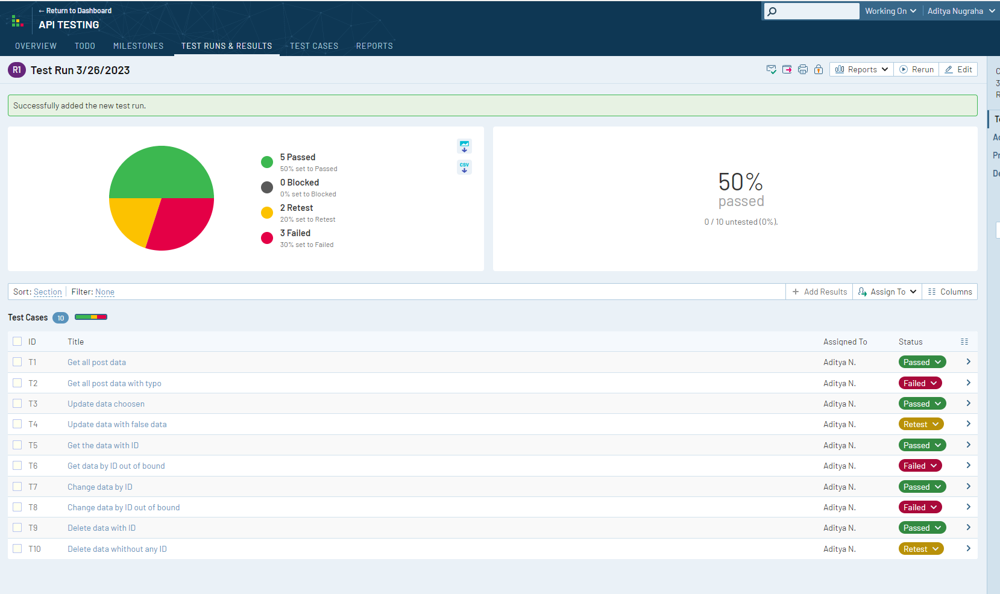 ← Return to Dashboard
API TESTING
Working On
Aditya Nugraha
OVERVIEW TODO MILESTONES TEST RUNS & RESULTS TEST CASES REPORTS
R1 Test Run 3/26/2023
Reports Rerun Edit
Successfully added the new test run.
5 Passed
50% set to Passed
0 Blocked
0% set to Blocked
2 Retest
20% set to Retest
3 Failed
30% set to Failed
CSV
50%
passed
0 / 10 untested (0%).
Sort: Section Filter: None
+ Add Results Assign To Columns
Test Cases 10
ID Title Assigned To Status
T1 Get all post data Aditya N. Passed
T2 Get all post data with typo Aditya N. Failed
T3 Update data choosen Aditya N. Passed
T4 Update data with false data Aditya N. Retest
T5 Get the data with ID Aditya N. Passed
T6 Get data by ID out of bound Aditya N. Failed
T7 Change data by ID Aditya N. Passed
T8 Change data by ID out of bound Aditya N. Failed
T9 Delete data with ID Aditya N. Passed
T10 Delete data whithout any ID Aditya N. Retest